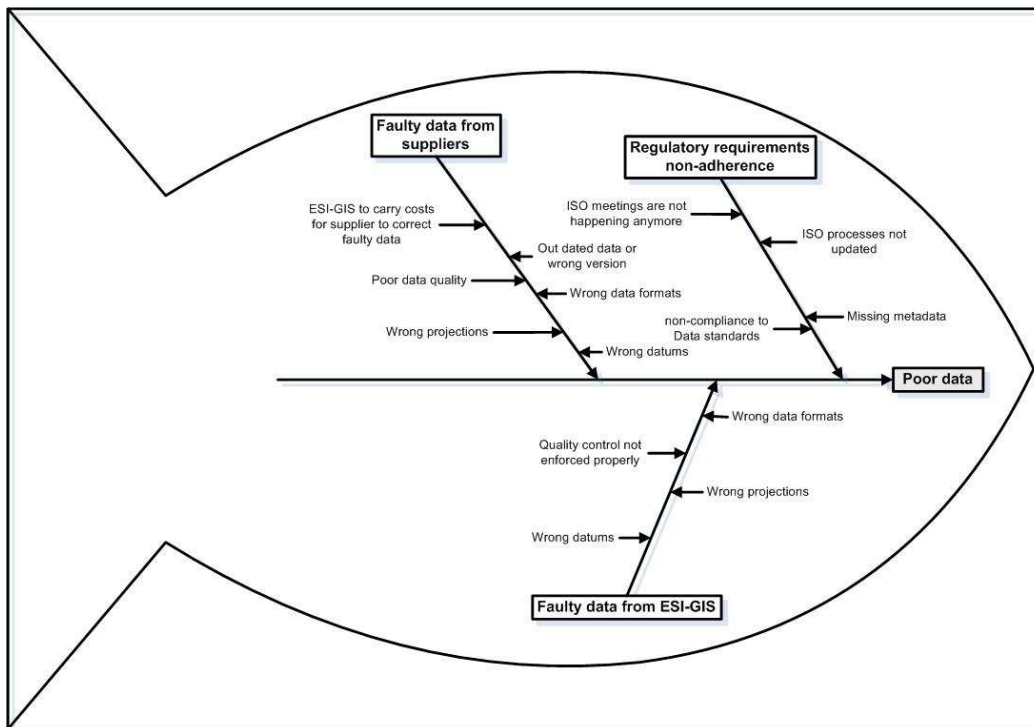 Faulty data from
suppliers
Regulatory requirements
non-adherence
ESI-GIS to carry costs
for supplier to correct
faulty data
Out dated data or
wrong version
Poor data quality
Wrong data formats
Wrong projections
Wrong datums
ISO meetings are not
happening anymore
ISO processes not
updated
Missing metadata
non-compliance to
Data standards
Poor data
Wrong data formats
Quality control not
enforced properly
Wrong projections
Wrong datums
Faulty data from ESI-GIS